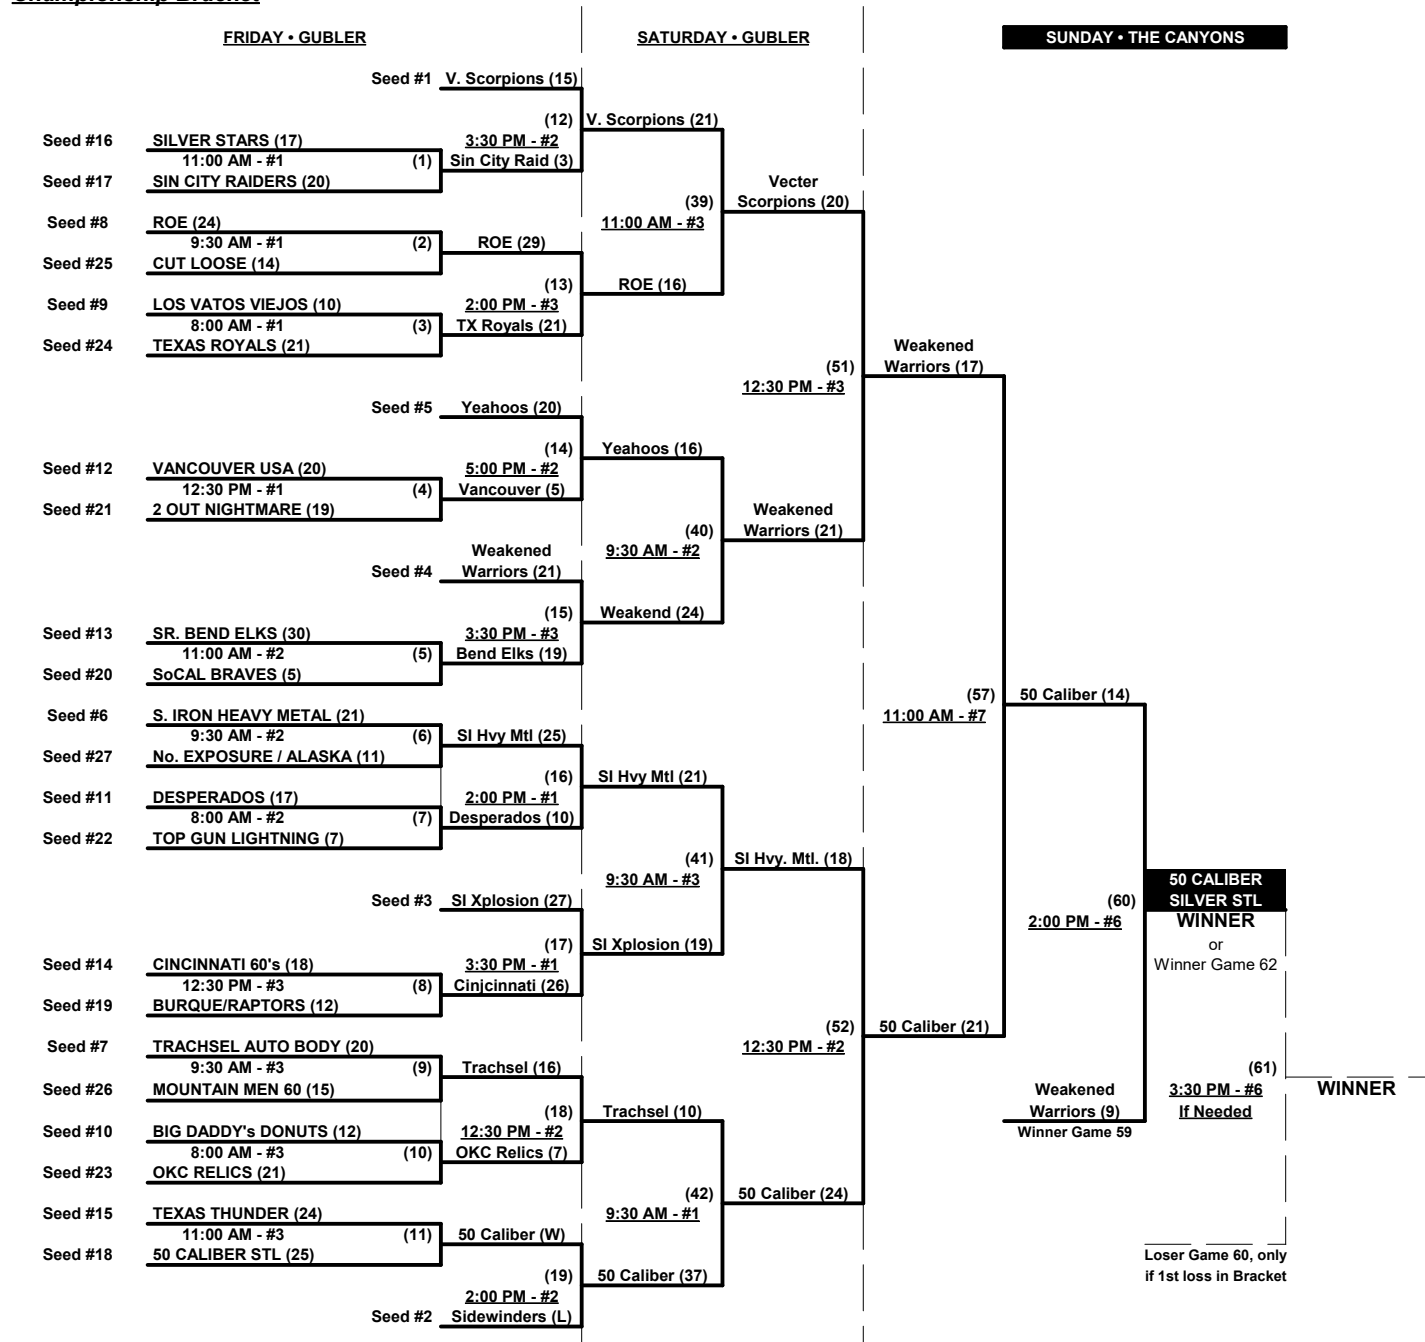 Championship Bracket
FRIDAY • GUBLER
SATURDAY • GUBLER
SUNDAY • THE CANYONS
Seed #1 V. Scorpions (15)
(12) V. Scorpions (21)
Seed #16 SILVER STARS (17) 3:30 PM - #2
11:00 AM - #1 (1) Sin City Raid (3)
Seed #17 SIN CITY RAIDERS (20) Vecter
(39) Scorpions (20)
Seed #8 ROE (24) 11:00 AM - #3
9:30 AM - #1 (2) ROE (29)
Seed #25 CUT LOOSE (14)
(13) ROE (16)
Seed #9 LOS VATOS VIEJOS (10) 2:00 PM - #3
8:00 AM - #1 (3) TX Royals (21)
Seed #24 TEXAS ROYALS (21) Weakened
(51) Warriors (17)
12:30 PM - #3
Seed #5 Yeahoos (20)
(14) Yeahoos (16)
Seed #12 VANCOUVER USA (20) 5:00 PM - #2
12:30 PM - #1 (4) Vancouver (5)
Seed #21 2 OUT NIGHTMARE (19) Weakened
(40) Warriors (21)
Weakened 9:30 AM - #2
Seed #4 Warriors (21)
(15) Weakend (24)
Seed #13 SR. BEND ELKS (30) 3:30 PM - #3
11:00 AM - #2 (5) Bend Elks (19)
Seed #20 SoCAL BRAVES (5)
(57) 50 Caliber (14)
Seed #6 S. IRON HEAVY METAL (21) 11:00 AM - #7
9:30 AM - #2 (6) SI Hvy Mtl (25)
Seed #27 No. EXPOSURE / ALASKA (11)
(16) SI Hvy Mtl (21)
Seed #11 DESPERADOS (17) 2:00 PM - #1
8:00 AM - #2 (7) Desperados (10)
Seed #22 TOP GUN LIGHTNING (7)
(41) SI Hvy. Mtl. (18)
9:30 AM - #3 50 CALIBER
Seed #3 SI Xplosion (27) (60) SILVER STL
2:00 PM - #6 WINNER
(17) SI Xplosion (19) or
Seed #14 CINCINNATI 60's (18) 3:30 PM - #1 Winner Game 62
12:30 PM - #3 (8) Cinjcinnati (26)
Seed #19 BURQUE/RAPTORS (12)
(52) 50 Caliber (21)
Seed #7 TRACHSEL AUTO BODY (20) 12:30 PM - #2
9:30 AM - #3 (9) Trachsel (16) (61)
Seed #26 MOUNTAIN MEN 60 (15) Weakened 3:30 PM - #6 WINNER
(18) Trachsel (10) Warriors (9) If Needed
Seed #10 BIG DADDY's DONUTS (12) 12:30 PM - #2 Winner Game 59
8:00 AM - #3 (10) OKC Relics (7)
Seed #23 OKC RELICS (21)
(42) 50 Caliber (24)
Seed #15 TEXAS THUNDER (24) 9:30 AM - #1
11:00 AM - #3 (11) 50 Caliber (W)
Seed #18 50 CALIBER STL (25) Loser Game 60, only
(19) 50 Caliber (37) if 1st loss in Bracket
2:00 PM - #2
Seed #2 Sidewinders (L)